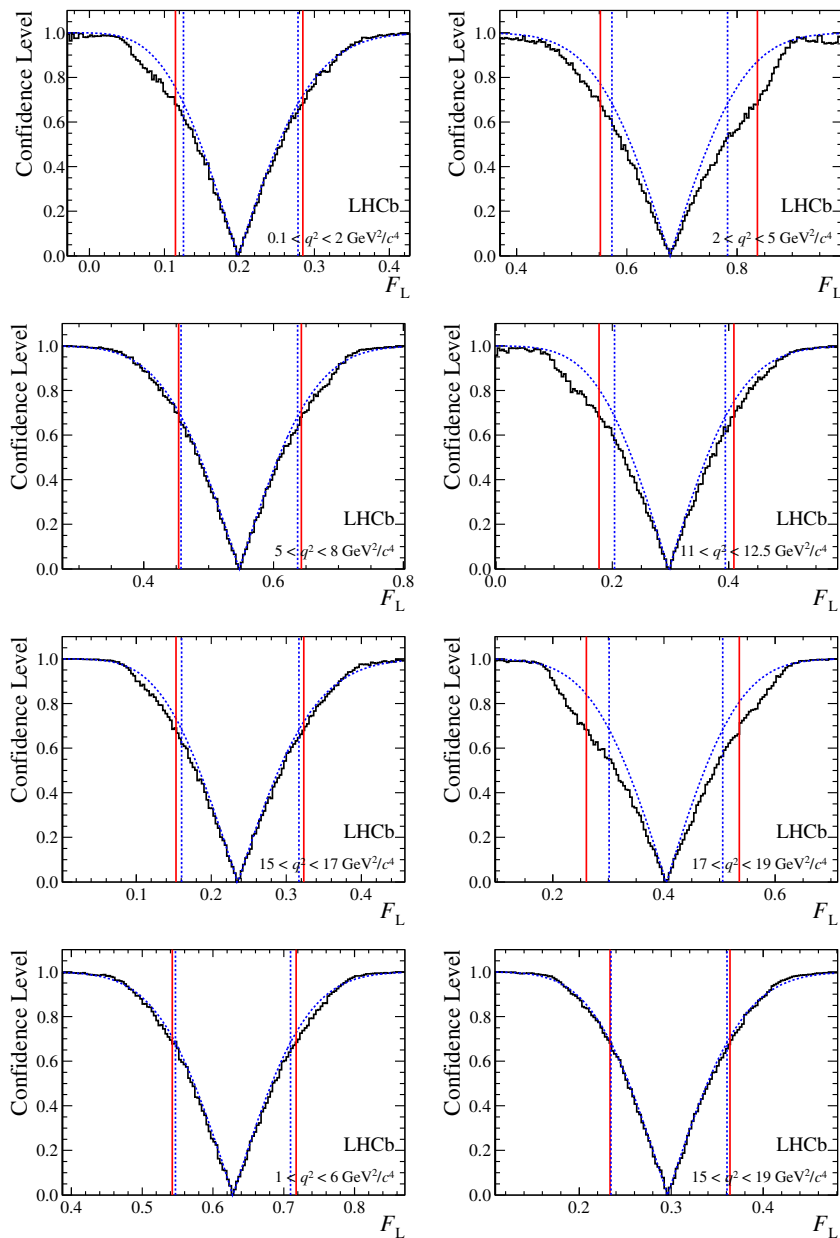 Confidence Level
1.0
0.8
0.6
0.4
0.2
0.0
LHCb
0.1 < q² < 2 GeV²/c⁴
0.0 0.1 0.2 0.3 0.4
F_L
Confidence Level
1.0
0.8
0.6
0.4
0.2
0.0
LHCb
2 < q² < 5 GeV²/c⁴
0.4 0.6 0.8
F_L
Confidence Level
1.0
0.8
0.6
0.4
0.2
0.0
LHCb
5 < q² < 8 GeV²/c⁴
0.4 0.6 0.8
F_L
Confidence Level
1.0
0.8
0.6
0.4
0.2
0.0
LHCb
11 < q² < 12.5 GeV²/c⁴
0.0 0.2 0.4
F_L
Confidence Level
1.0
0.8
0.6
0.4
0.2
0.0
LHCb
15 < q² < 17 GeV²/c⁴
0.1 0.2 0.3 0.4
F_L
Confidence Level
1.0
0.8
0.6
0.4
0.2
0.0
LHCb
17 < q² < 19 GeV²/c⁴
0.2 0.4 0.6
F_L
Confidence Level
1.0
0.8
0.6
0.4
0.2
0.0
LHCb
1 < q² < 6 GeV²/c⁴
0.4 0.5 0.6 0.7 0.8
F_L
Confidence Level
1.0
0.8
0.6
0.4
0.2
0.0
LHCb
15 < q² < 19 GeV²/c⁴
0.2 0.3 0.4
F_L